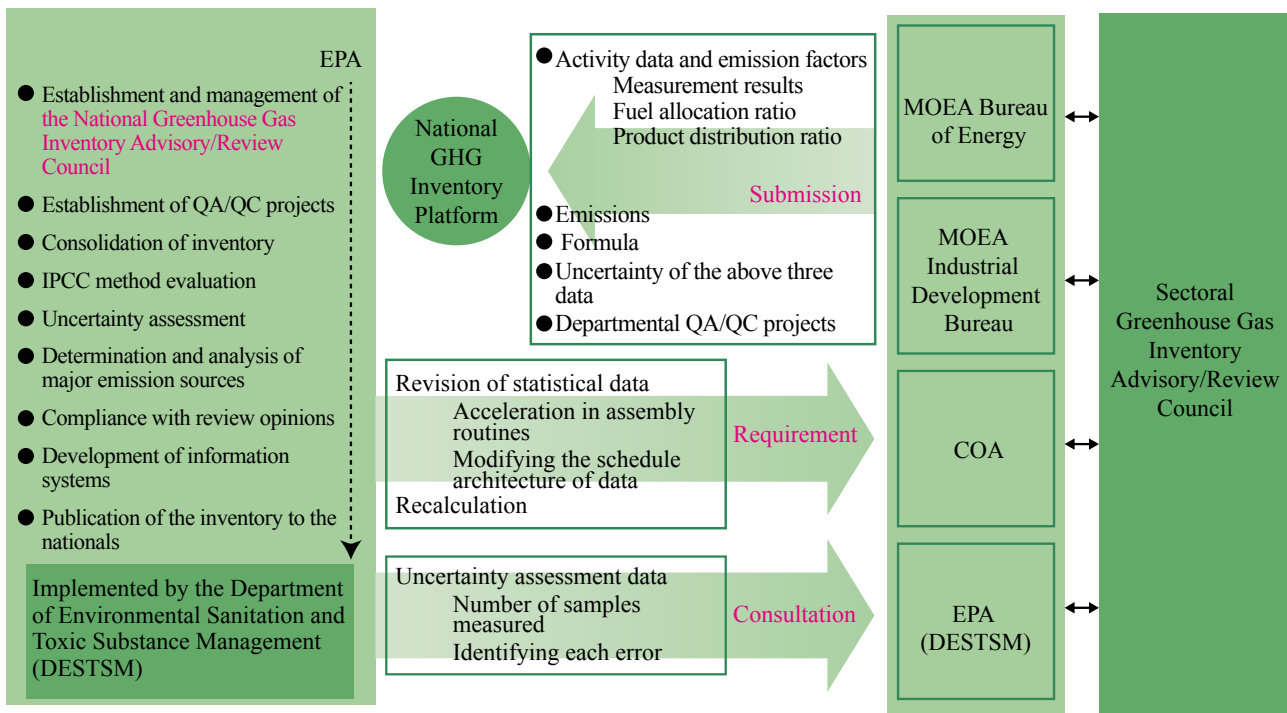 EPA
● Establishment and management of
the National Greenhouse Gas
Inventory Advisory/Review
Council
● Establishment of QA/QC projects
● Consolidation of inventory
● IPCC method evaluation
● Uncertainty assessment
● Determination and analysis of
major emission sources
● Compliance with review opinions
● Development of information
systems
● Publication of the inventory to the
nationals
Implemented by the Department
of Environmental Sanitation and
Toxic Substance Management
(DESTSM)
National
GHG
Inventory
Platform
● Activity data and emission factors
Measurement results
Fuel allocation ratio
Product distribution ratio
Submission
● Emissions
● Formula
● Uncertainty of the above three
data
● Departmental QA/QC projects
Revision of statistical data
Acceleration in assembly
routines
Modifying the schedule
architecture of data
Recalculation
Requirement
Uncertainty assessment data
Number of samples
measured
Identifying each error
Consultation
MOEA Bureau
of Energy
MOEA
Industrial
Development
Bureau
COA
EPA
(DESTSM)
Sectoral
Greenhouse Gas
Inventory
Advisory/Review
Council